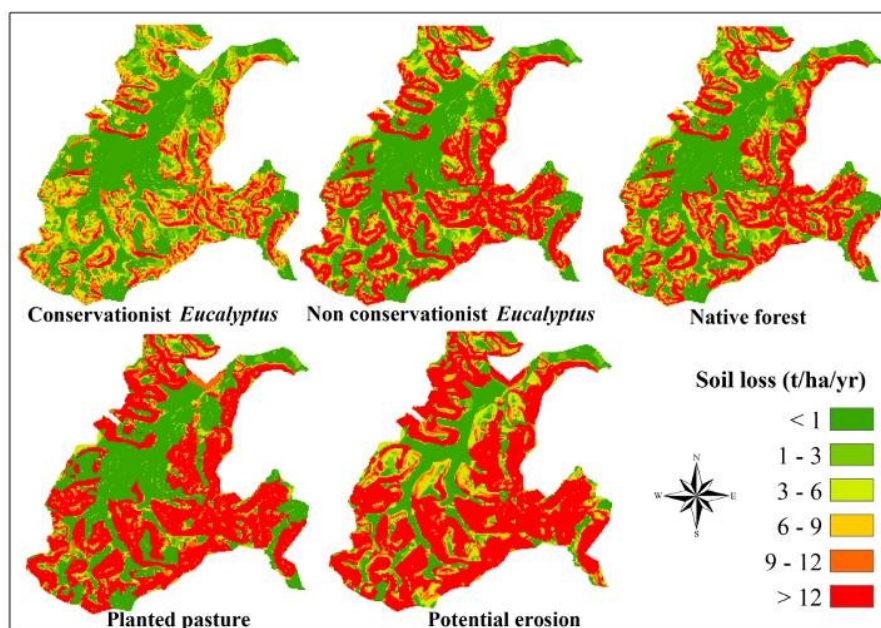 Conservationist Eucalyptus
Non conservationist Eucalyptus
Native forest
Planted pasture
Potential erosion
Soil loss (t/ha/yr)
< 1
1 - 3
3 - 6
6 - 9
9 - 12
> 12
N
W
E
S